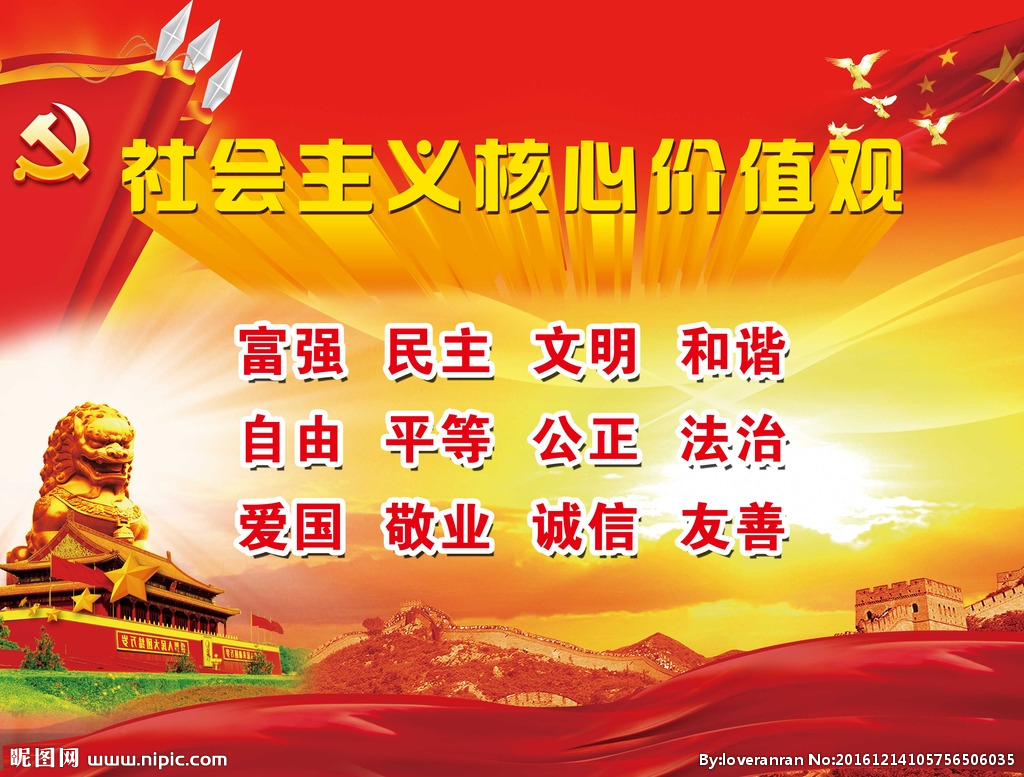 社会主义核心价值观
富强 民主 文明 和谐
自由 平等 公正 法治
爱国 敬业 诚信 友善
昵图网 www.nipic.com
By:loveranran No:20161214105756506035